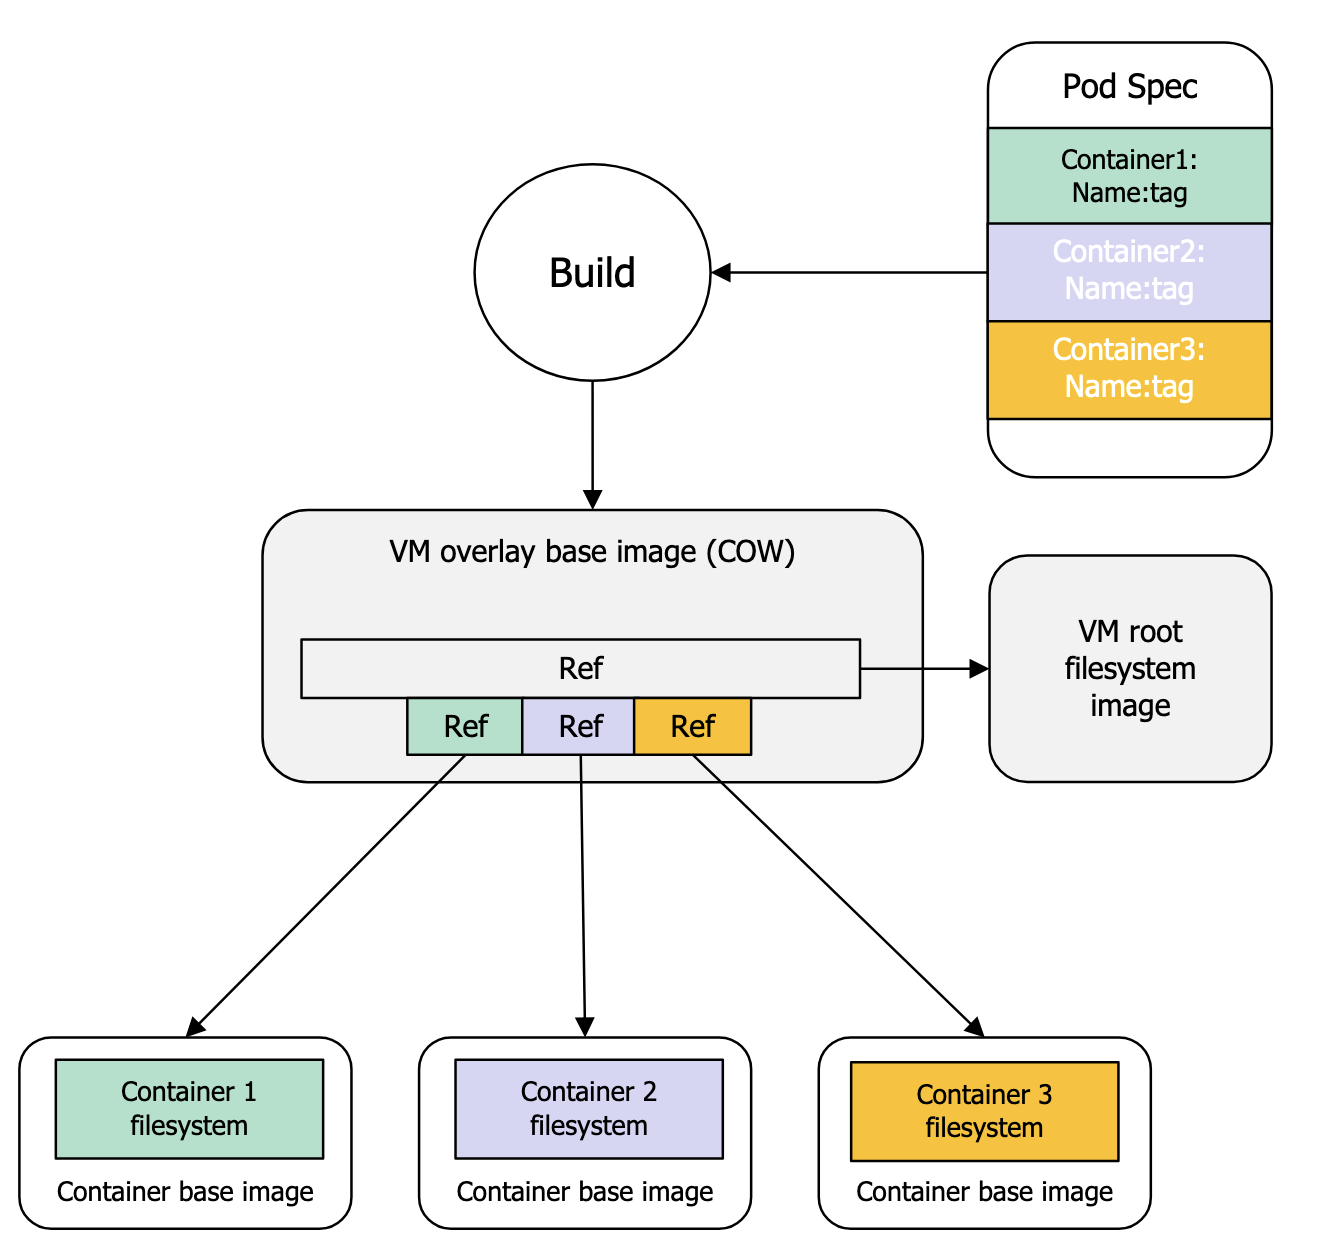 Pod Spec
Container1:
Name:tag
Container2:
Name:tag
Container3:
Name:tag
Build
VM overlay base image (COW)
Ref
Ref
Ref
Ref
VM root
filesystem
image
Container 1
filesystem
Container base image
Container 2
filesystem
Container base image
Container 3
filesystem
Container base image